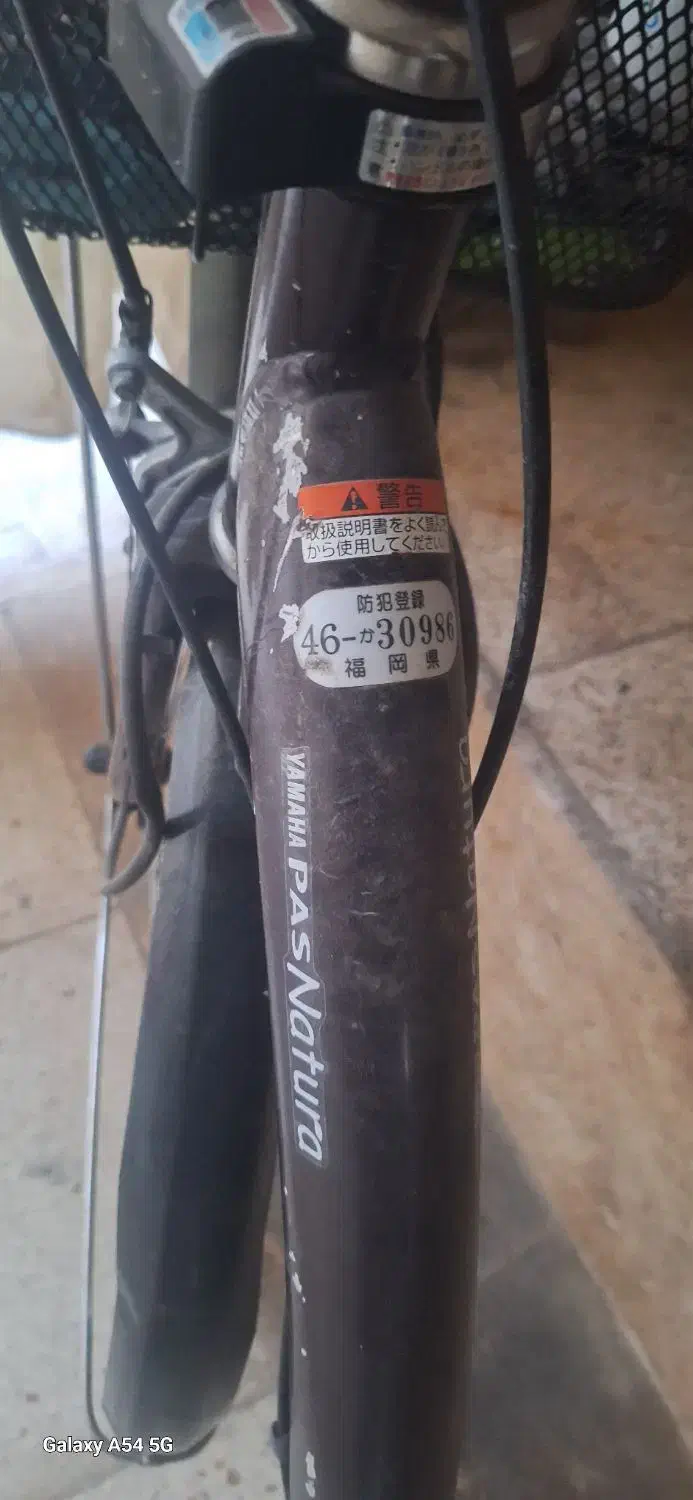 警告
取扱説明書をよく読んで
から使用してください
防犯登録
46-か30986
福岡県
YAMAHA PAS Natura
Galaxy A54 5G